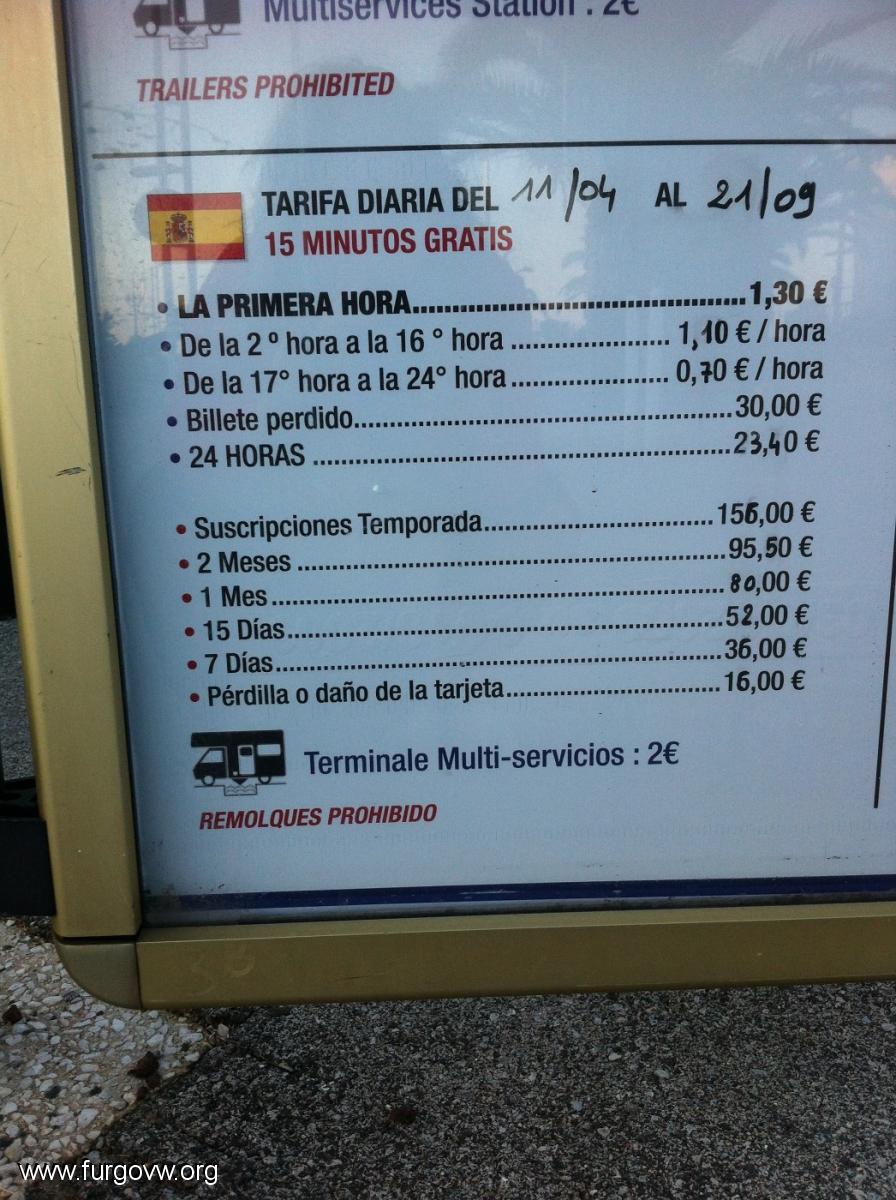 Multiservices Station : 2€
TRAILERS PROHIBITED
TARIFA DIARIA DEL 11/04 AL 21/09
15 MINUTOS GRATIS
• LA PRIMERA HORA..........................................1,30 €
• De la 2 º hora a la 16 ° hora .................... 1,10 € / hora
• De la 17° hora a la 24° hora.................... 0,70 € / hora
• Billete perdido..................................................30,00 €
• 24 HORAS .......................................................23,40 €
• Suscripciones Temporada..............................156,00 €
• 2 Meses ..........................................................95,50 €
• 1 Mes..............................................................80,00 €
• 15 Días............................................................52,00 €
• 7 Días..............................................................36,00 €
• Pérdilla o daño de la tarjeta.............................16,00 €
Terminale Multi-servicios : 2€
REMOLQUES PROHIBIDO
www.furgovw.org